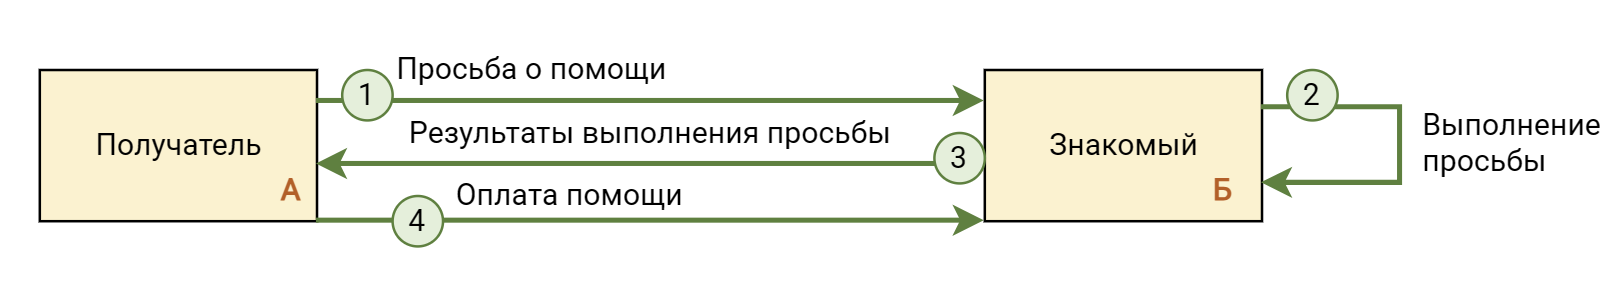 Просьба о помощи
1
2
Результаты выполнения просьбы
Выполнение
просьбы
Получатель
3
Знакомый
А
Оплата помощи
Б
4